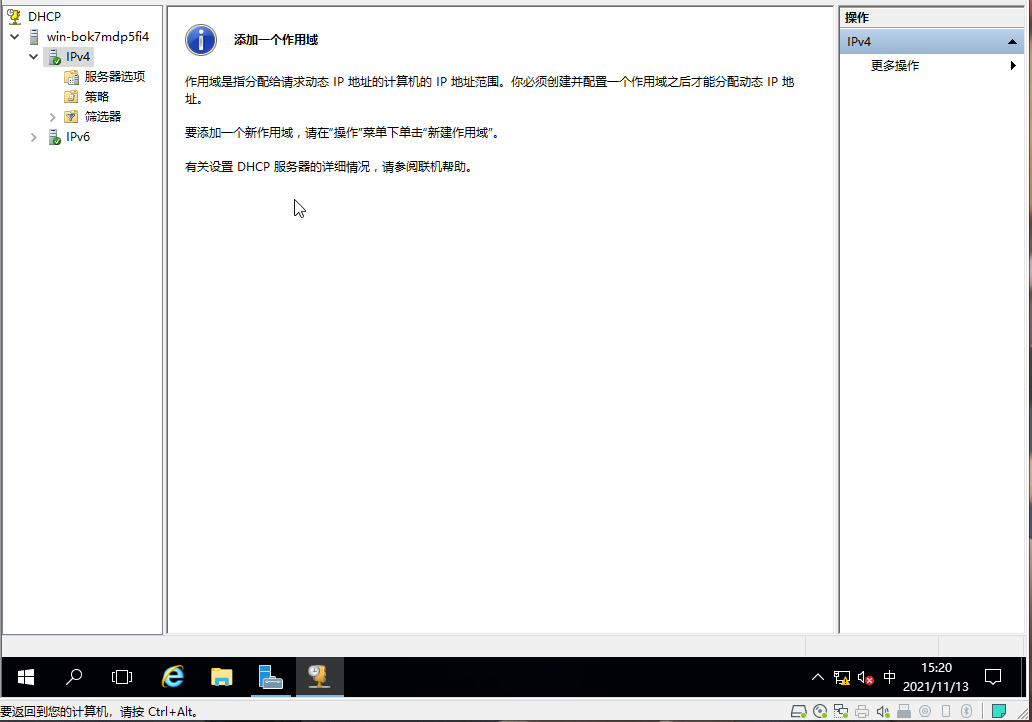 DHCP
win-bok7mdp5fi4
IPv4
服务器选项
策略
筛选器
IPv6
添加一个作用域
作用域是指分配给请求动态 IP 地址的计算机的 IP 地址范围。你必须创建并配置一个作用域之后才能分配动态 IP 地
址。
要添加一个新作用域，请在“操作”菜单下单击“新建作用域”。
有关设置 DHCP 服务器的详细情况，请参阅联机帮助。
操作
IPv4
更多操作
中
15:20
2021/11/13
要返回到您的计算机，请按 Ctrl+Alt。